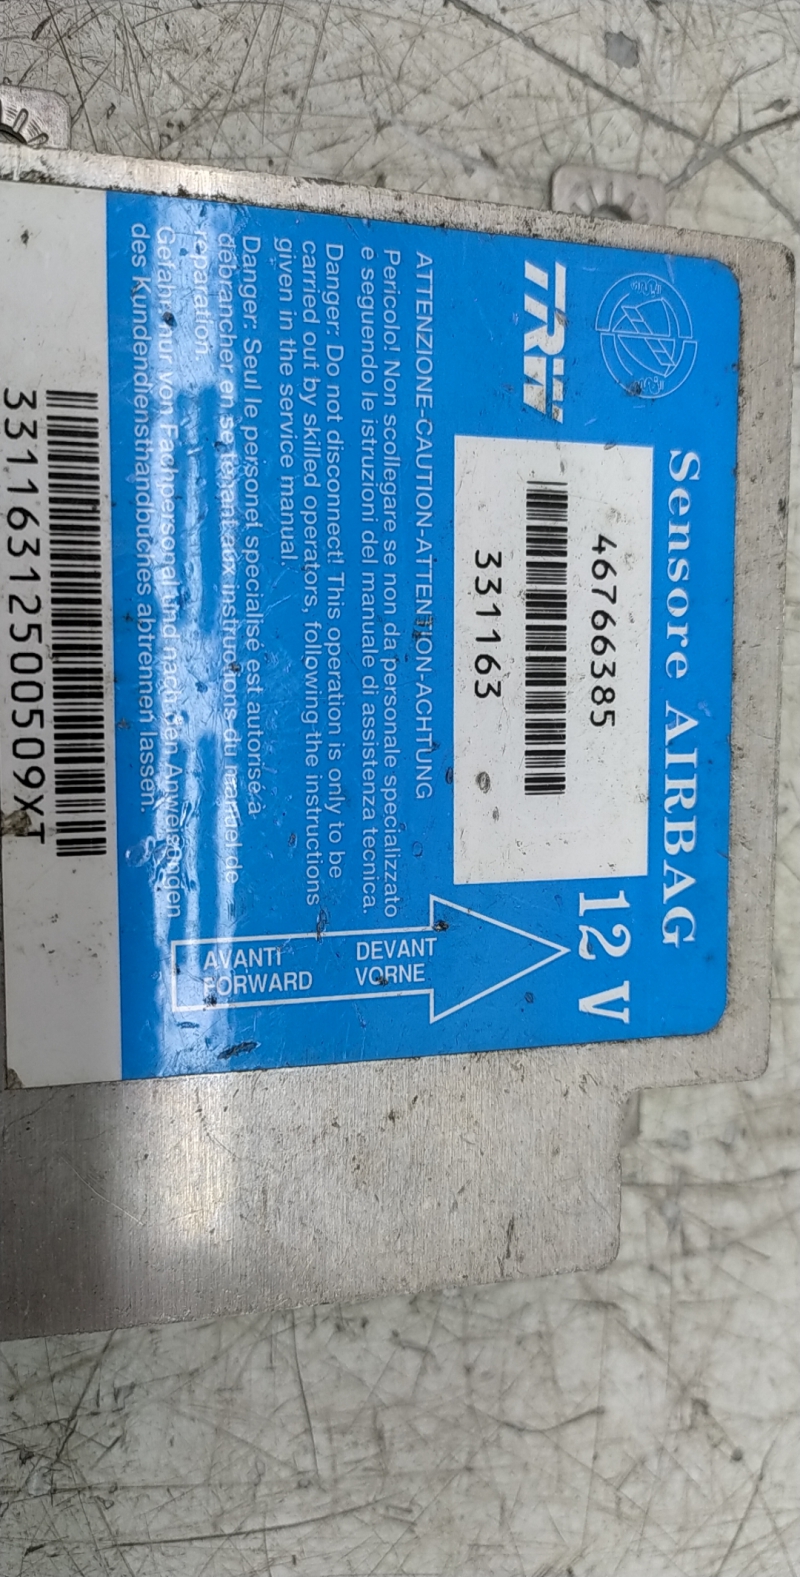 Sensore AIRBAG
TRW
46766385
331163
12 V
ATTENZIONE-CAUTION-ATTENTION-ACHTUNG
Pericolo! Non scollegare se non da personale specializzato
e seguendo le istruzioni del manuale di assistenza tecnica.
Danger: Do not disconnect! This operation is only to be
carried out by skilled operators, following the instructions
given in the service manual.
Danger: Seul le personel specialisé est autorisé à
débrancher en se tenant aux instructions du manuel de
réparation.
Gefahr: nur von Fachpersonal und nach den Anweisungen
des Kundendiensthandbuches abtrennen lassen.
DEVANT
VORNE
AVANTI
FORWARD
33116312500509XT